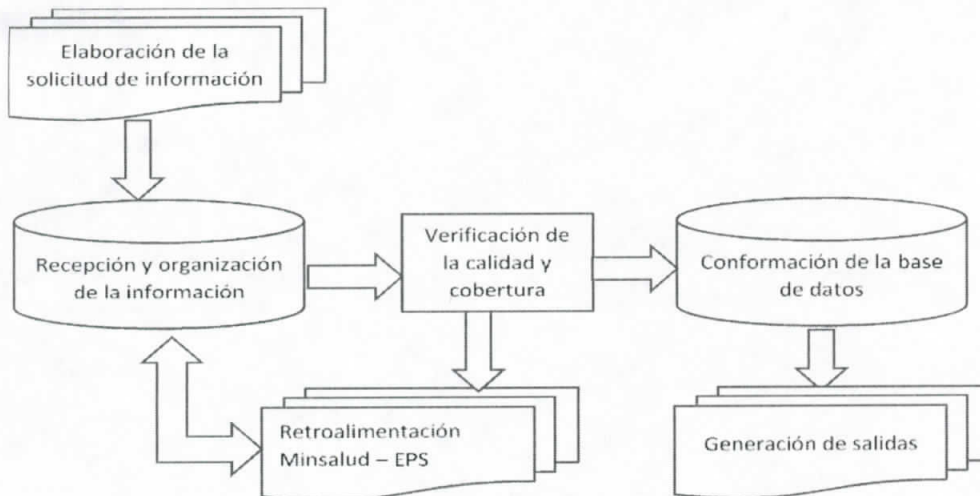 Elaboración de la
solicitud de información
Recepción y organización
de la información
Verificación de
la calidad y
cobertura
Conformación de la base
de datos
Retroalimentación
Minsalud – EPS
Generación de salidas